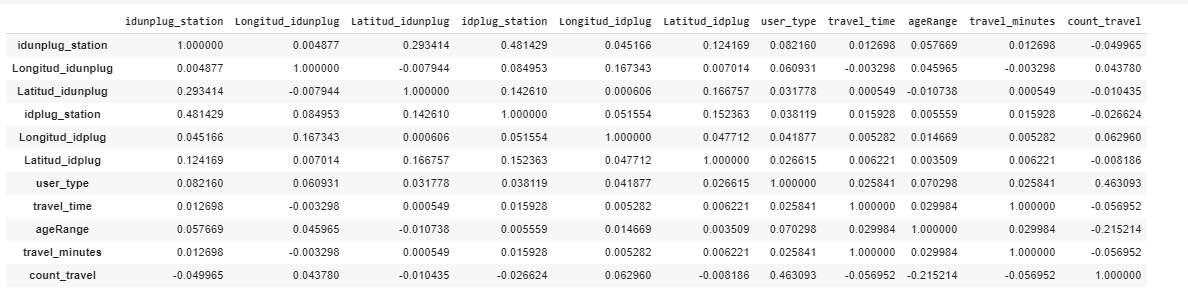 idunplug_station Longitud_idunplug Latitud_idunplug idplug_station Longitud_idplug Latitud_idplug user_type travel_time ageRange travel_minutes count_travel
idunplug_station 1.000000 0.004877 0.293414 0.481429 0.045166 0.124169 0.082160 0.012698 0.057669 0.012698 -0.049965
Longitud_idunplug 0.004877 1.000000 -0.007944 0.084953 0.167343 0.007014 0.060931 -0.003298 0.045965 -0.003298 0.043780
Latitud_idunplug 0.293414 -0.007944 1.000000 0.142610 0.000606 0.166757 0.031778 0.000549 -0.010738 0.000549 -0.010435
idplug_station 0.481429 0.084953 0.142610 1.000000 0.051554 0.152363 0.038119 0.015928 0.005559 0.015928 -0.026624
Longitud_idplug 0.045166 0.167343 0.000606 0.051554 1.000000 0.047712 0.041877 0.005282 0.014669 0.005282 0.062960
Latitud_idplug 0.124169 0.007014 0.166757 0.152363 0.047712 1.000000 0.026615 0.006221 0.003509 0.006221 -0.008186
user_type 0.082160 0.060931 0.031778 0.038119 0.041877 0.026615 1.000000 0.025841 0.070298 0.025841 0.463093
travel_time 0.012698 -0.003298 0.000549 0.015928 0.005282 0.006221 0.025841 1.000000 0.029984 1.000000 -0.056952
ageRange 0.057669 0.045965 -0.010738 0.005559 0.014669 0.003509 0.070298 0.029984 1.000000 0.029984 -0.215214
travel_minutes 0.012698 -0.003298 0.000549 0.015928 0.005282 0.006221 0.025841 1.000000 0.029984 1.000000 -0.056952
count_travel -0.049965 0.043780 -0.010435 -0.026624 0.062960 -0.008186 0.463093 -0.056952 -0.215214 -0.056952 1.000000